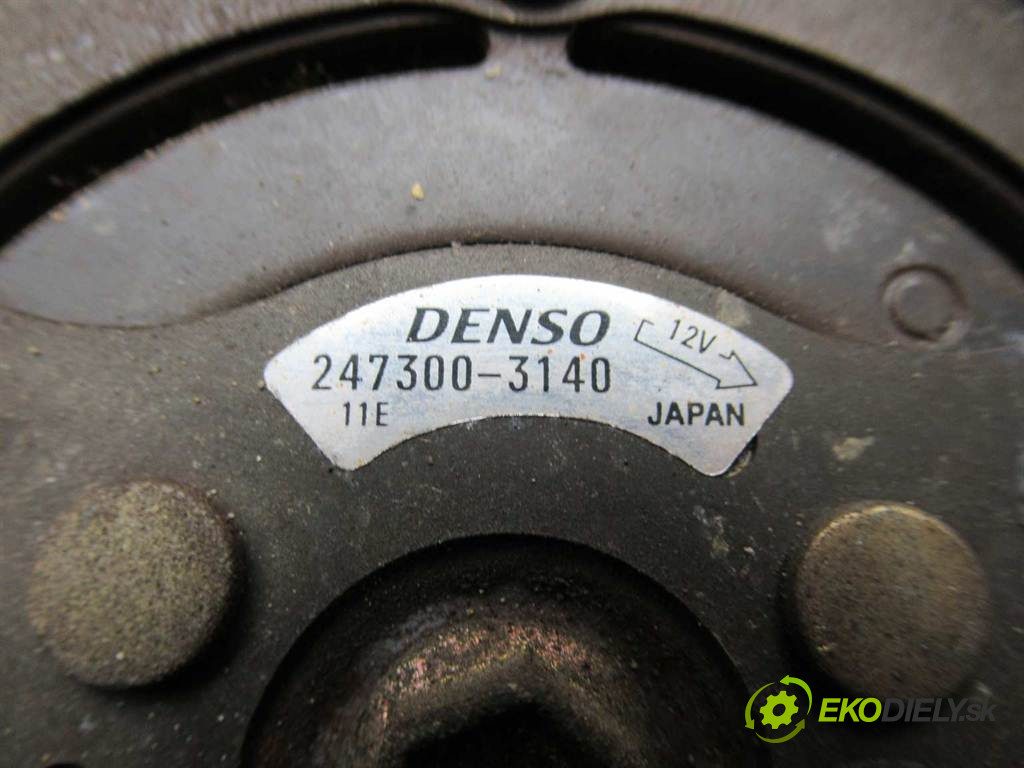 DENSO
12V
247300-3140
11E
JAPAN
EKODIELY.sk